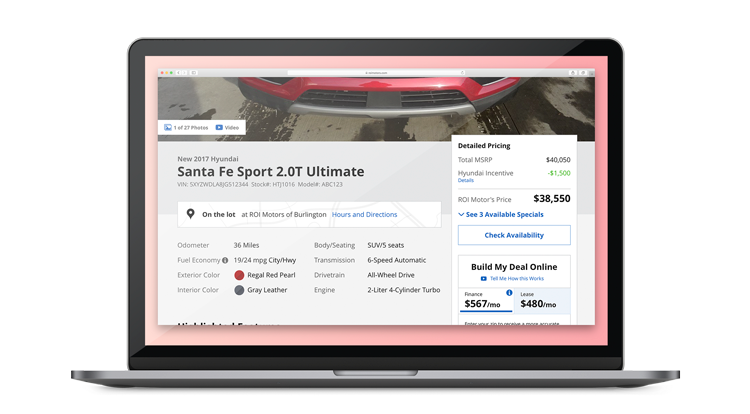 1 of 27 Photos Video
New 2017 Hyundai
Santa Fe Sport 2.0T Ultimate
VIN: 5XYZWDLA8JG512344 Stock#: HTJ1016 Model#: ABC123
On the lot at ROI Motors of Burlington Hours and Directions
Odometer 36 Miles Body/Seating SUV/5 seats
Fuel Economy 19/24 mpg City/Hwy Transmission 6-Speed Automatic
Exterior Color Regal Red Pearl Drivetrain All-Wheel Drive
Interior Color Gray Leather Engine 2-Liter 4-Cylinder Turbo
Detailed Pricing
Total MSRP $40,050
Hyundai Incentive -$1,500
Details
ROI Motor's Price $38,550
See 3 Available Specials
Check Availability
Build My Deal Online
Tell Me How this Works
Finance Lease
$567/mo $480/mo
Enter your zip to receive a more accurate